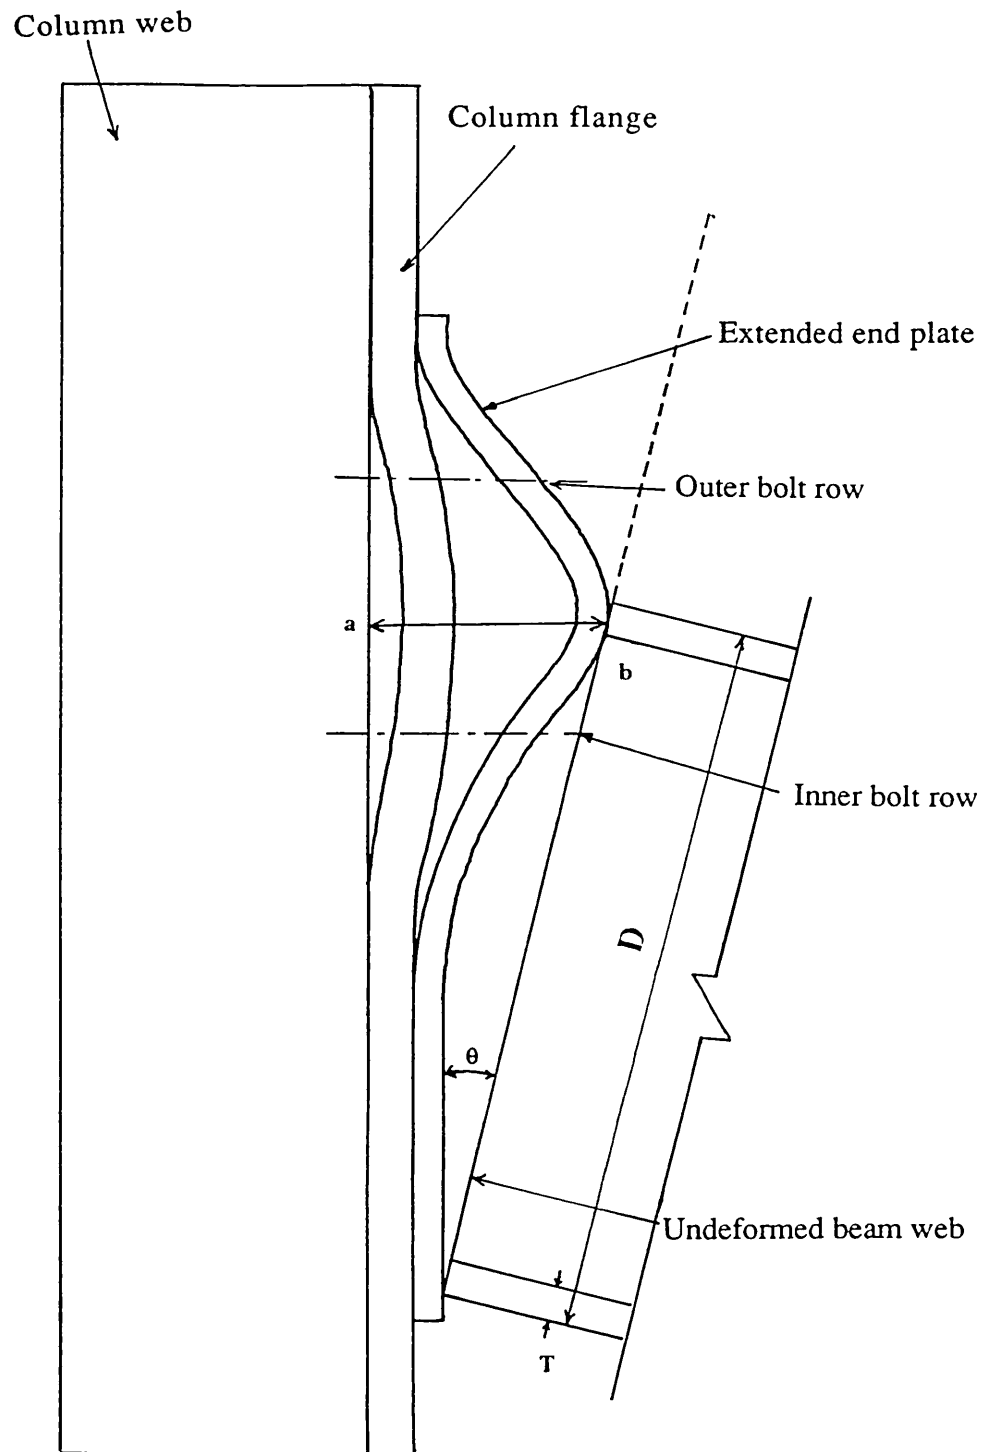 Column web
Column flange
Extended end plate
Outer bolt row
a
b
Inner bolt row
D
θ
Undeformed beam web
T